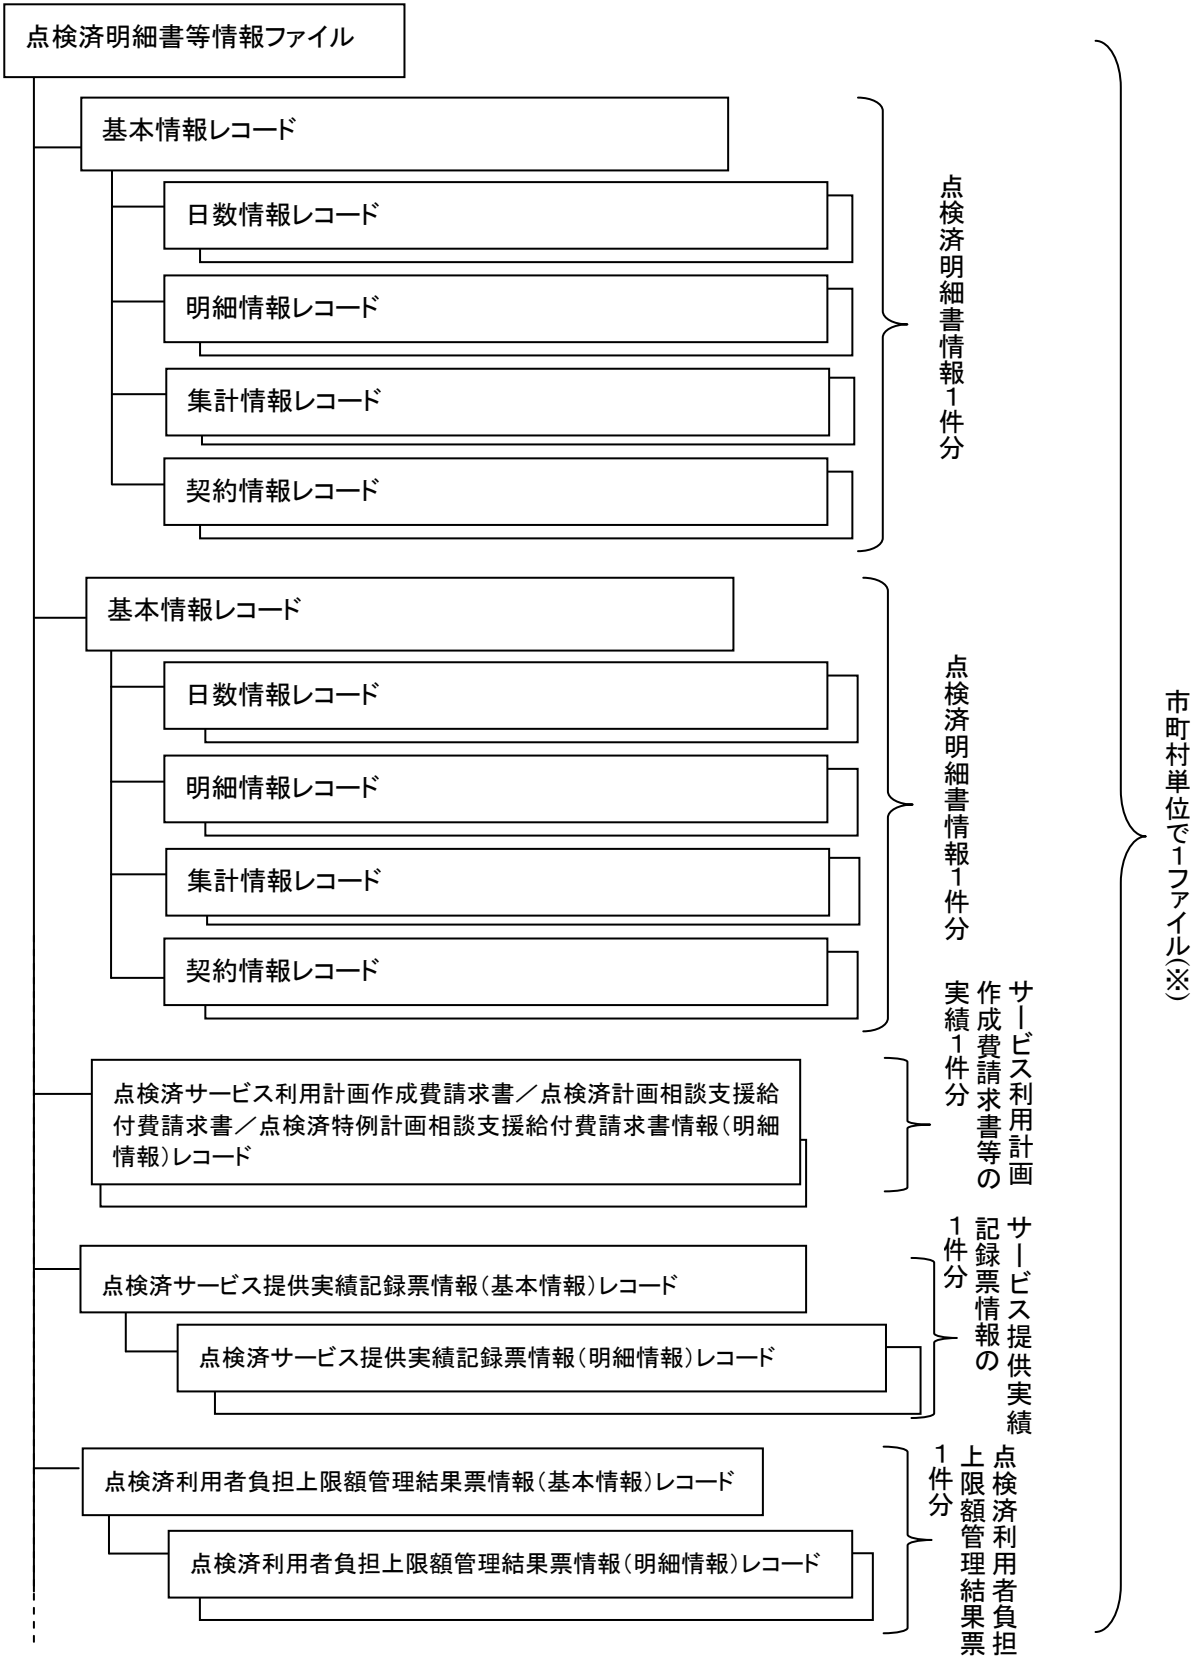 点検済明細書等情報ファイル
基本情報レコード
日数情報レコード
明細情報レコード
集計情報レコード
契約情報レコード
点検済明細書情報１件分
基本情報レコード
日数情報レコード
明細情報レコード
集計情報レコード
契約情報レコード
点検済明細書情報１件分
点検済サービス利用計画作成費請求書／点検済計画相談支援給
付費請求書／点検済特例計画相談支援給付費請求書情報（明細
情報）レコード
サービス利用計画
作成費請求書等の
実績１件分
点検済サービス提供実績記録票情報（基本情報）レコード
点検済サービス提供実績記録票情報（明細情報）レコード
サービス提供実績
記録票情報の
１件分
点検済利用者負担上限額管理結果票情報（基本情報）レコード
点検済利用者負担上限額管理結果票情報（明細情報）レコード
点検済利用者負担
上限額管理結果票
１件分
市町村単位で１ファイル（※）